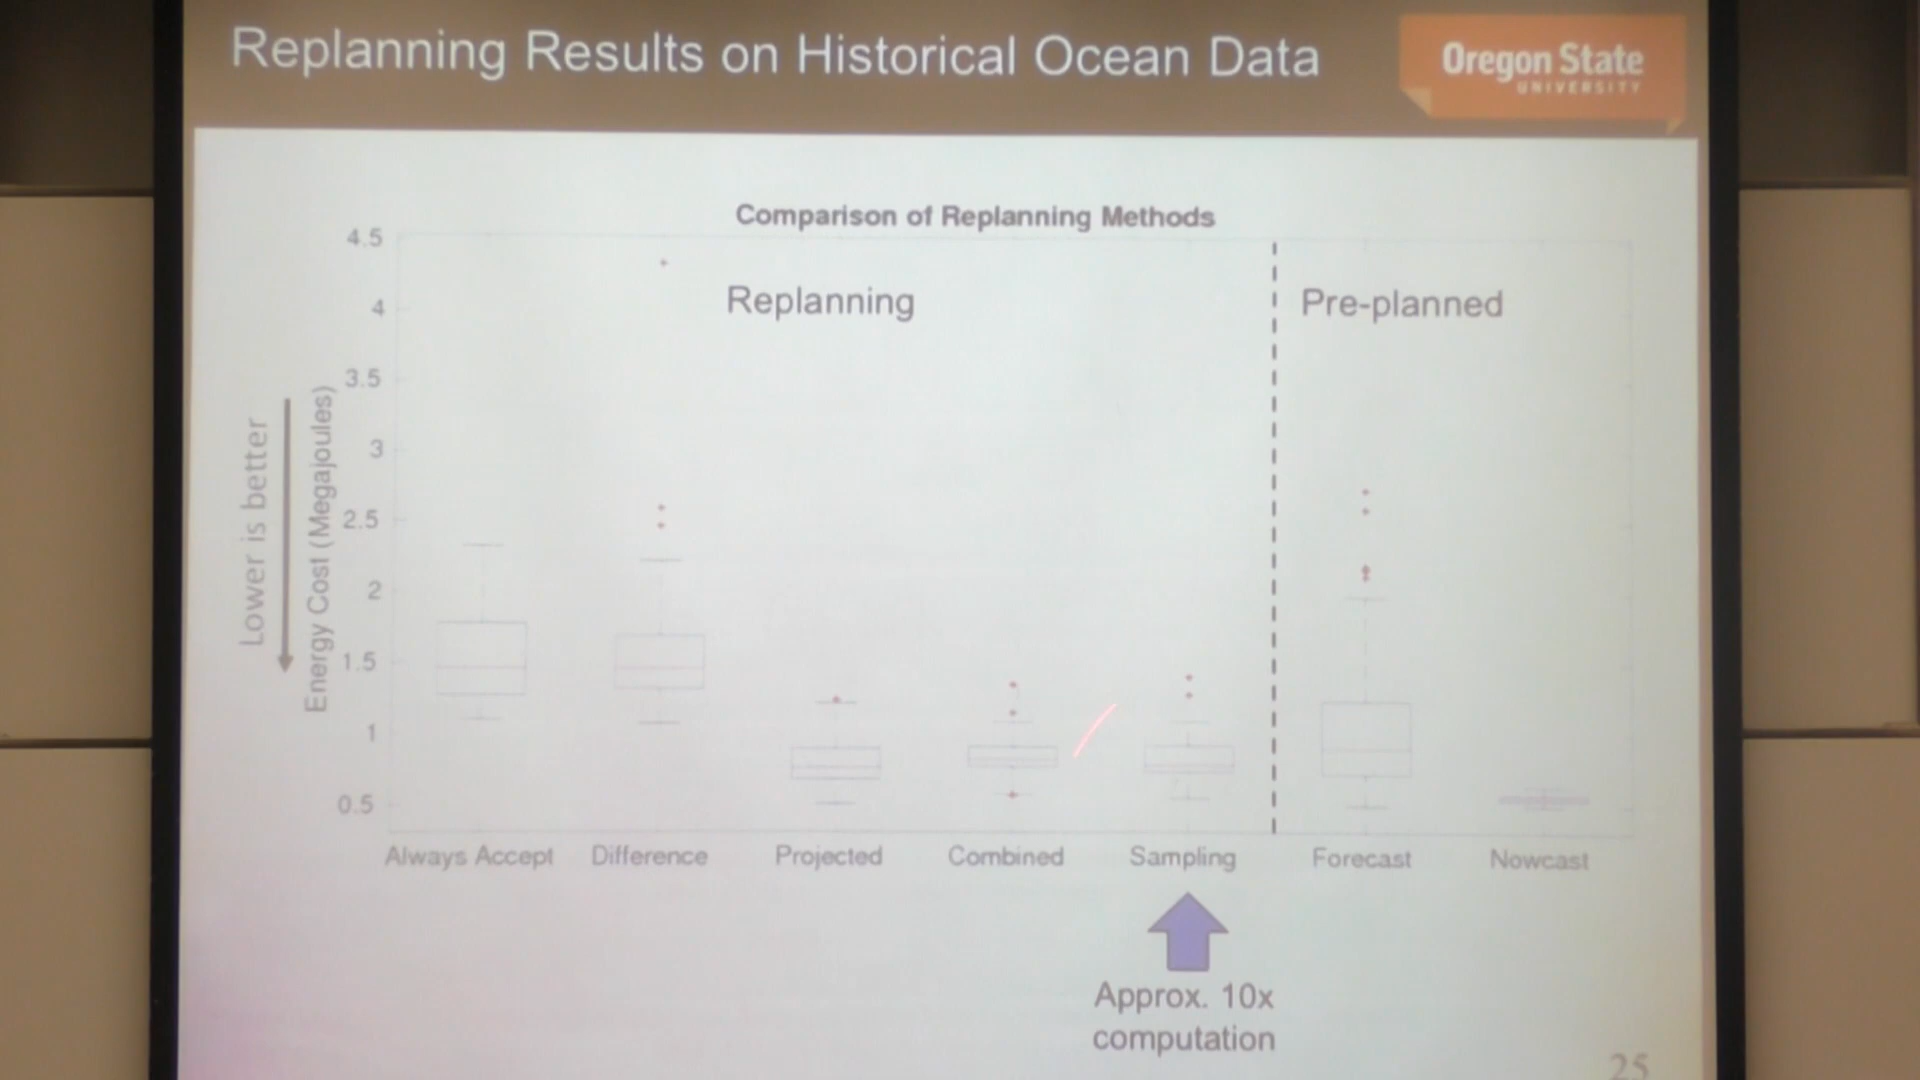 Replanning Results on Historical Ocean Data
Oregon State
UNIVERSITY
Comparison of Replanning Methods
Replanning
Pre-planned
Lower is better
Energy Cost (Megajoules)
4.5
4
3.5
3
2.5
2
1.5
1
0.5
Always Accept
Difference
Projected
Combined
Sampling
Forecast
Nowcast
Approx. 10x
computation
25